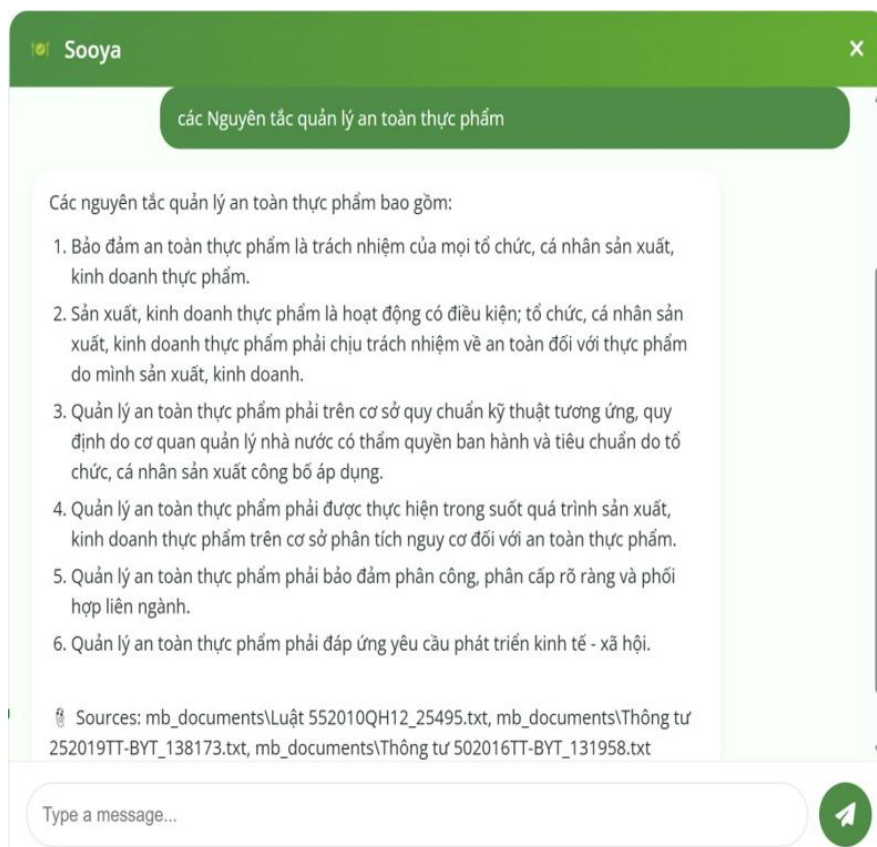 Sooya
các Nguyên tắc quản lý an toàn thực phẩm
Các nguyên tắc quản lý an toàn thực phẩm bao gồm:
1. Bảo đảm an toàn thực phẩm là trách nhiệm của mọi tổ chức, cá nhân sản xuất,
kinh doanh thực phẩm.
2. Sản xuất, kinh doanh thực phẩm là hoạt động có điều kiện; tổ chức, cá nhân sản
xuất, kinh doanh thực phẩm phải chịu trách nhiệm về an toàn đối với thực phẩm
do mình sản xuất, kinh doanh.
3. Quản lý an toàn thực phẩm phải trên cơ sở quy chuẩn kỹ thuật tương ứng, quy
định do cơ quan quản lý nhà nước có thẩm quyền ban hành và tiêu chuẩn do tổ
chức, cá nhân sản xuất công bố áp dụng.
4. Quản lý an toàn thực phẩm phải được thực hiện trong suốt quá trình sản xuất,
kinh doanh thực phẩm trên cơ sở phân tích nguy cơ đối với an toàn thực phẩm.
5. Quản lý an toàn thực phẩm phải bảo đảm phân công, phân cấp rõ ràng và phối
hợp liên ngành.
6. Quản lý an toàn thực phẩm phải đáp ứng yêu cầu phát triển kinh tế - xã hội.
Sources: mb_documents\Luật 552010QH12_25495.txt, mb_documents\Thông tư
252019TT-BYT_138173.txt, mb_documents\Thông tư 502016TT-BYT_131958.txt
Type a message...